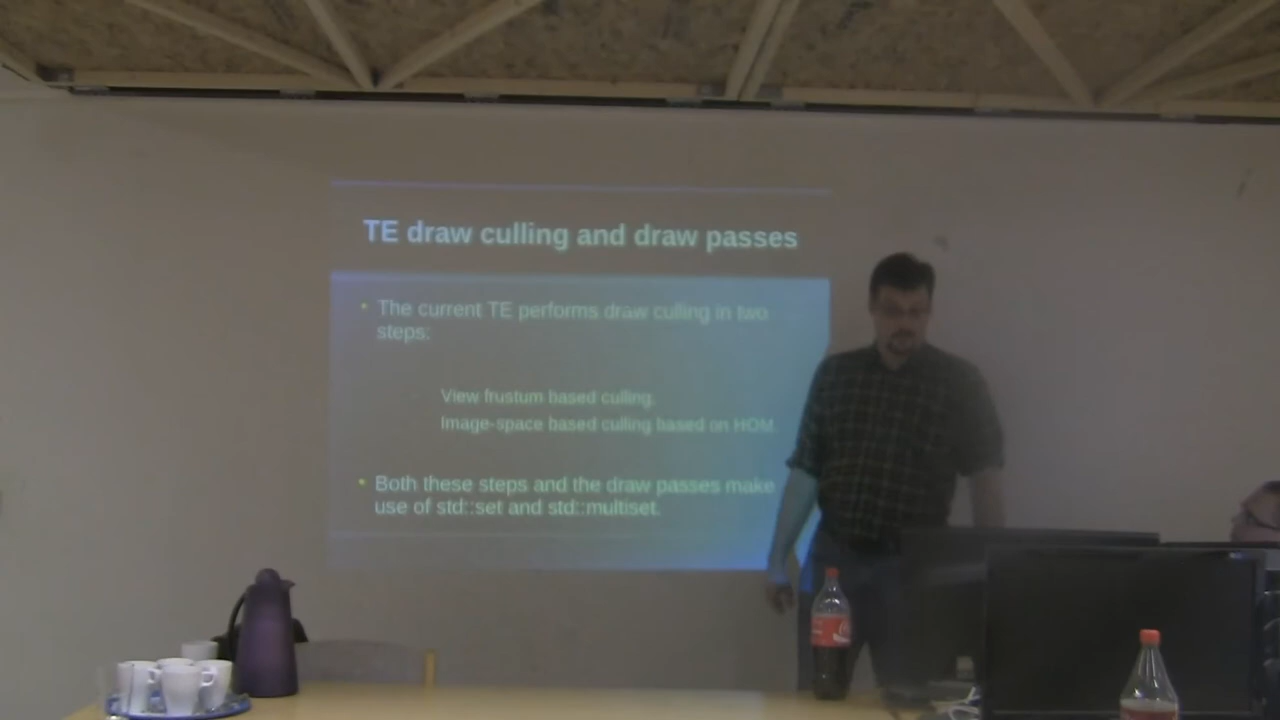 TE draw culling and draw passes
The current TE performs draw culling in two
steps:
View frustum based culling.
Image-space based culling based on HOM.
Both these steps and the draw passes make
use of std::set and std::multiset.